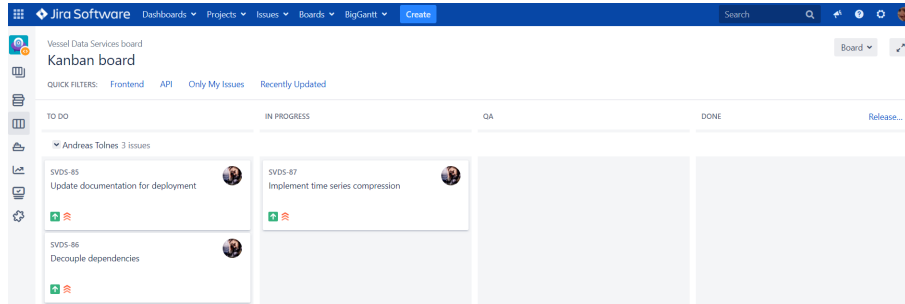 Jira Software Dashboards Projects Issues Boards BigGantt Create Search
Vessel Data Services board
Kanban board
Board
QUICK FILTERS: Frontend API Only My Issues Recently Updated
TO DO IN PROGRESS QA DONE Release...
Andreas Tolnes 3 issues
SVDS-85
Update documentation for deployment
SVDS-87
Implement time series compression
SVDS-86
Decouple dependencies